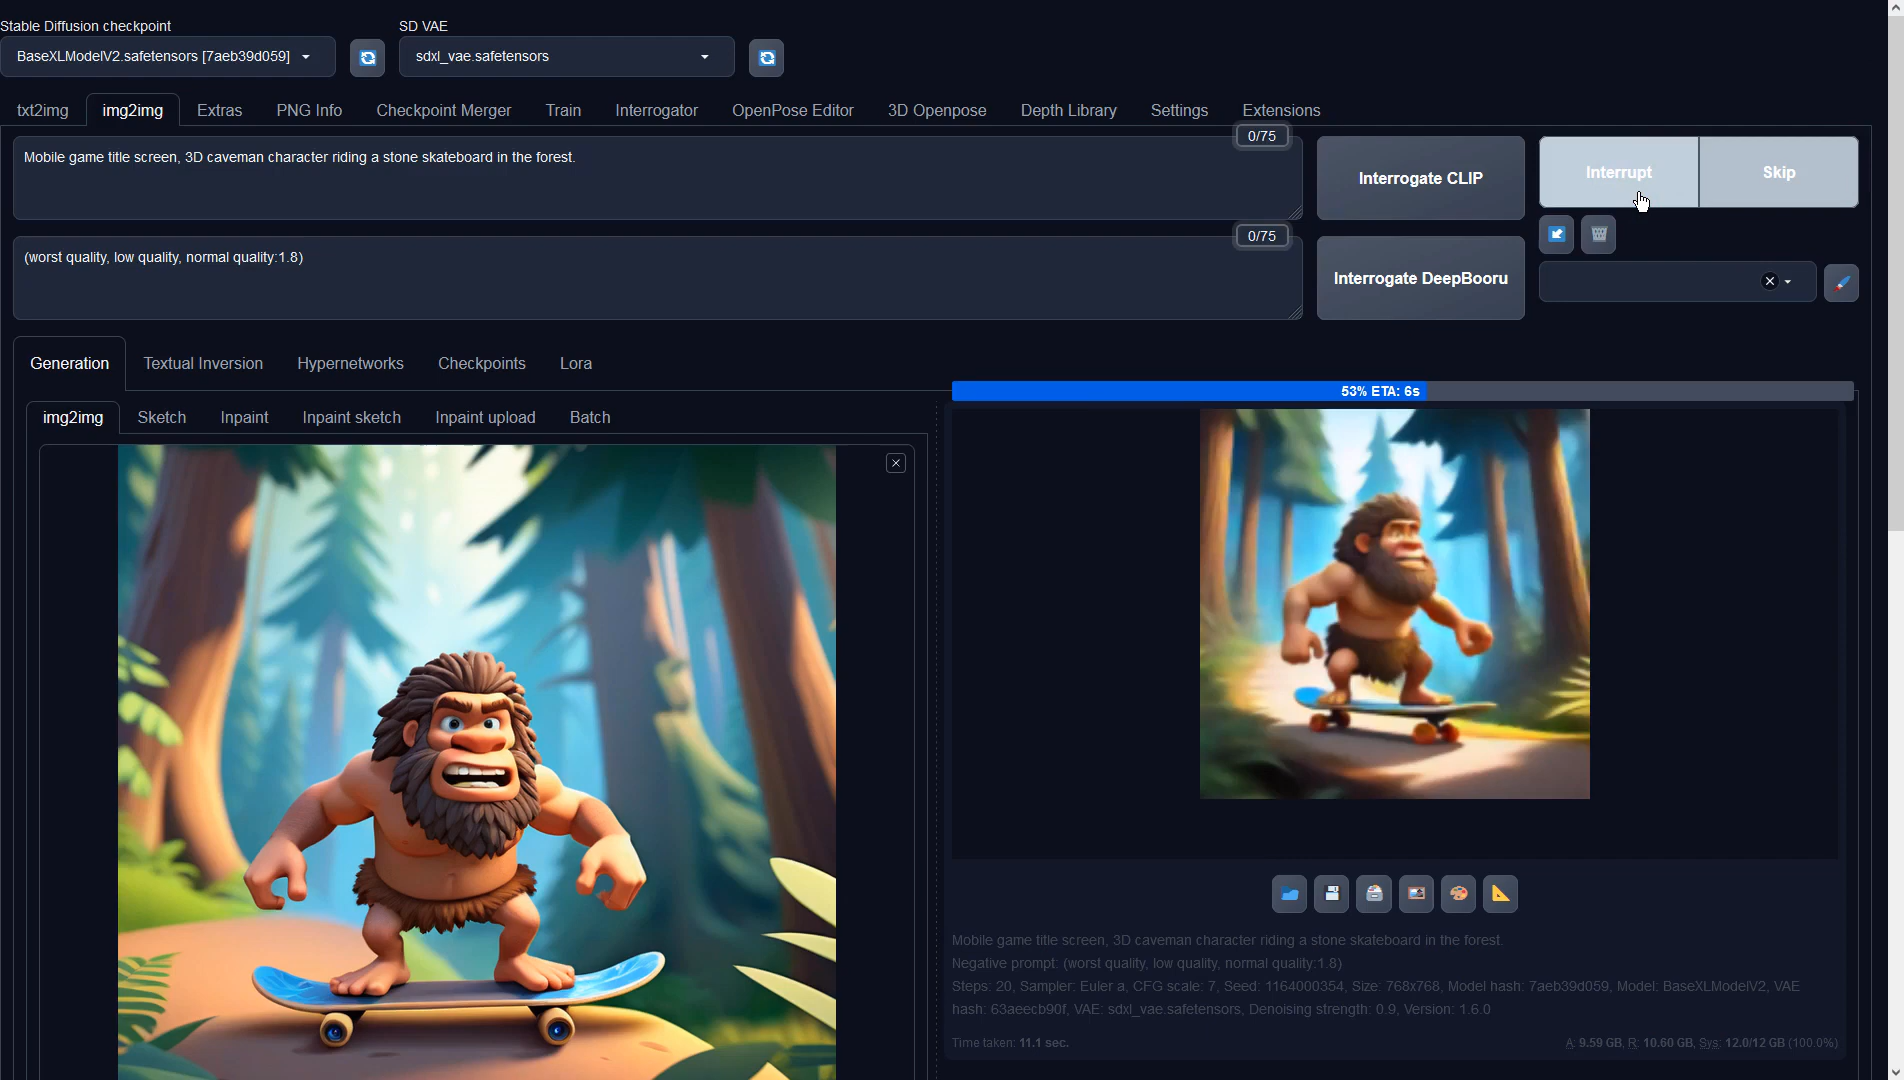 Stable Diffusion checkpoint
SD VAE
BaseXLModelV2.safetensors [7aeb39d059]
sdxl_vae.safetensors
txt2img img2img Extras PNG Info Checkpoint Merger Train Interrogator OpenPose Editor 3D Openpose Depth Library Settings Extensions
0/75
Mobile game title screen, 3D caveman character riding a stone skateboard in the forest.
Interrogate CLIP
Interrupt
Skip
0/75
(worst quality, low quality, normal quality:1.8)
Interrogate DeepBooru
Generation Textual Inversion Hypernetworks Checkpoints Lora
53% ETA: 6s
img2img Sketch Inpaint Inpaint sketch Inpaint upload Batch
Mobile game title screen, 3D caveman character riding a stone skateboard in the forest.
Negative prompt: (worst quality, low quality, normal quality:1.8)
Steps: 20, Sampler: Euler a, CFG scale: 7, Seed: 1164000354, Size: 768x768, Model hash: 7aeb39d059, Model: BaseXLModelV2, VAE
hash: 63aeecb90f, VAE: sdxl_vae.safetensors, Denoising strength: 0.9, Version: 1.6.0
Time taken: 11.1 sec.
A: 9.59 GB, R: 10.60 GB, Sys: 12.0/12 GB (100.0%)